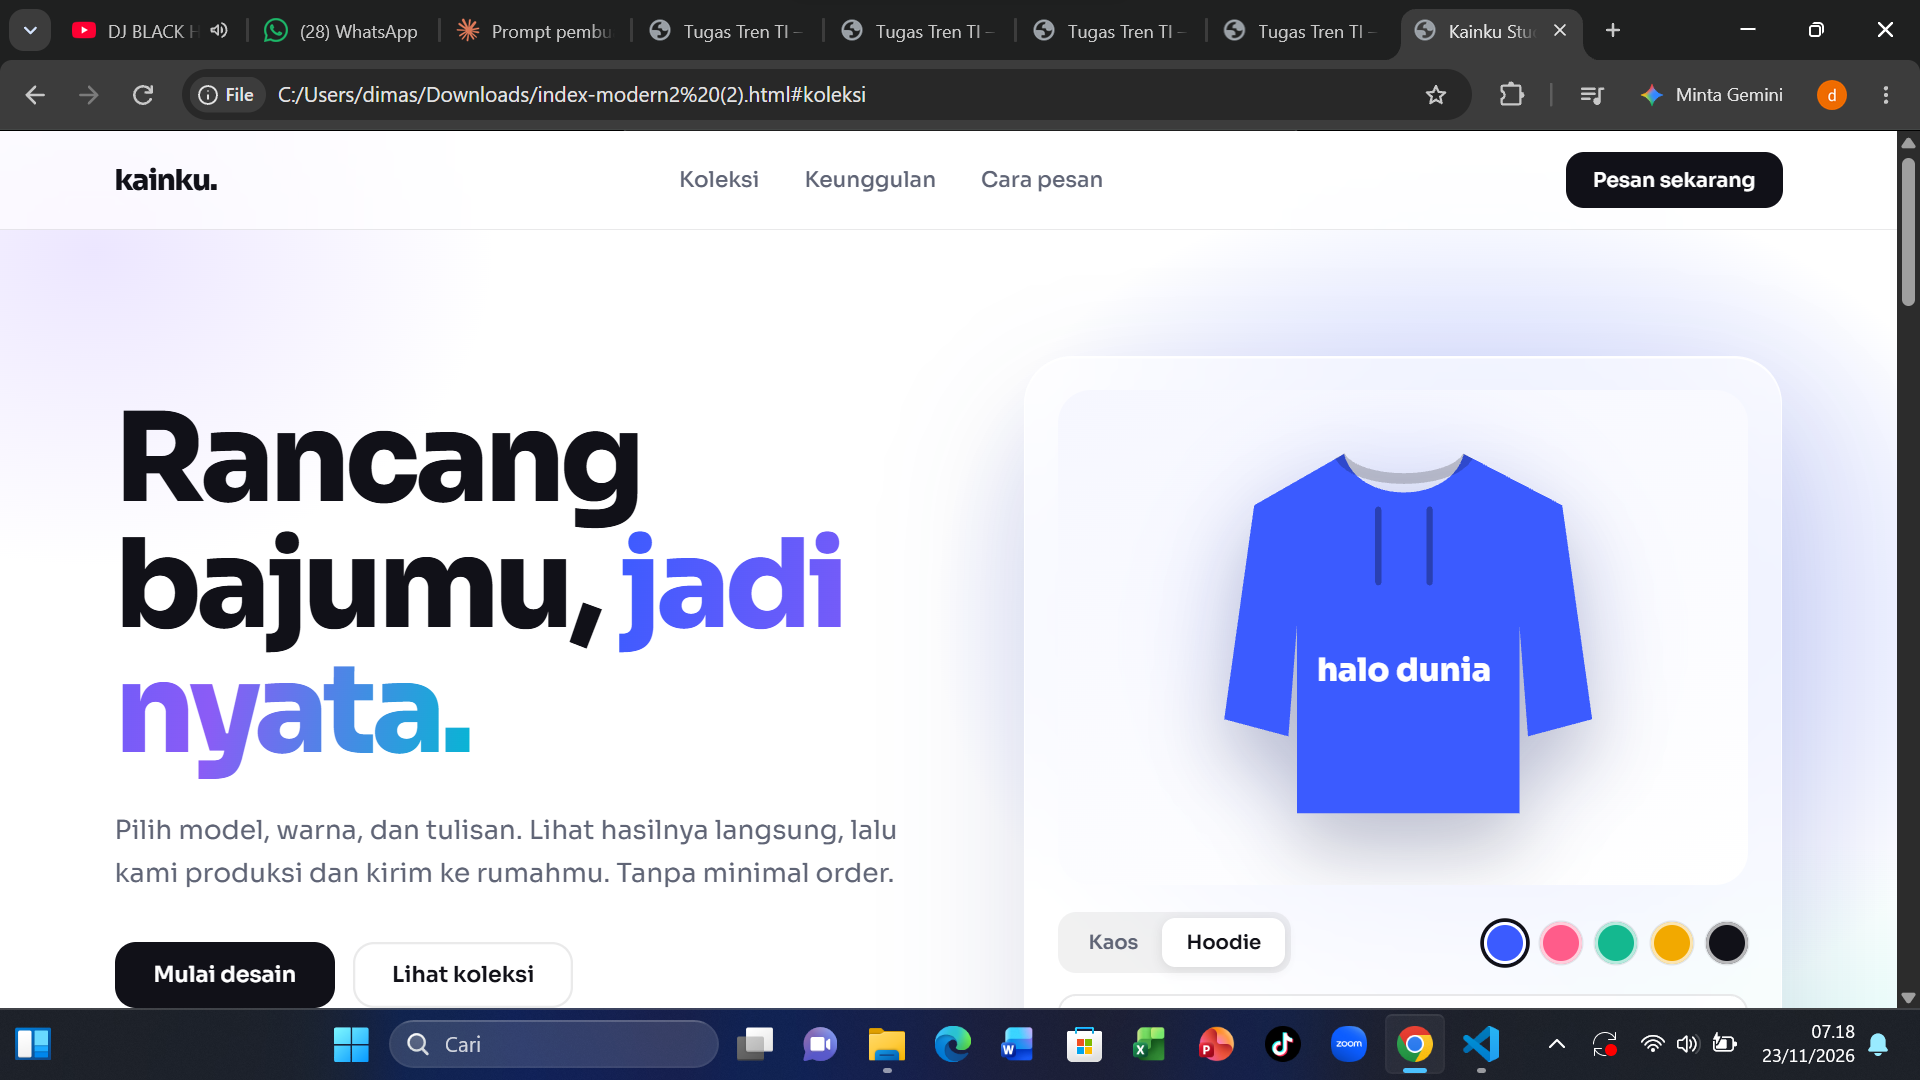 DJ BLACK H
(28) WhatsApp
Prompt pembu
Tugas Tren TI –
Tugas Tren TI –
Tugas Tren TI –
Tugas Tren TI –
Kainku Stu
File
C:/Users/dimas/Downloads/index-modern2%20(2).html#koleksi
Minta Gemini
d
kainku.
Koleksi
Keunggulan
Cara pesan
Pesan sekarang
Rancang
bajumu, jadi
nyata.
halo dunia
Pilih model, warna, dan tulisan. Lihat hasilnya langsung, lalu
kami produksi dan kirim ke rumahmu. Tanpa minimal order.
Kaos
Hoodie
Mulai desain
Lihat koleksi
Cari
zoom
07.18
23/11/2026